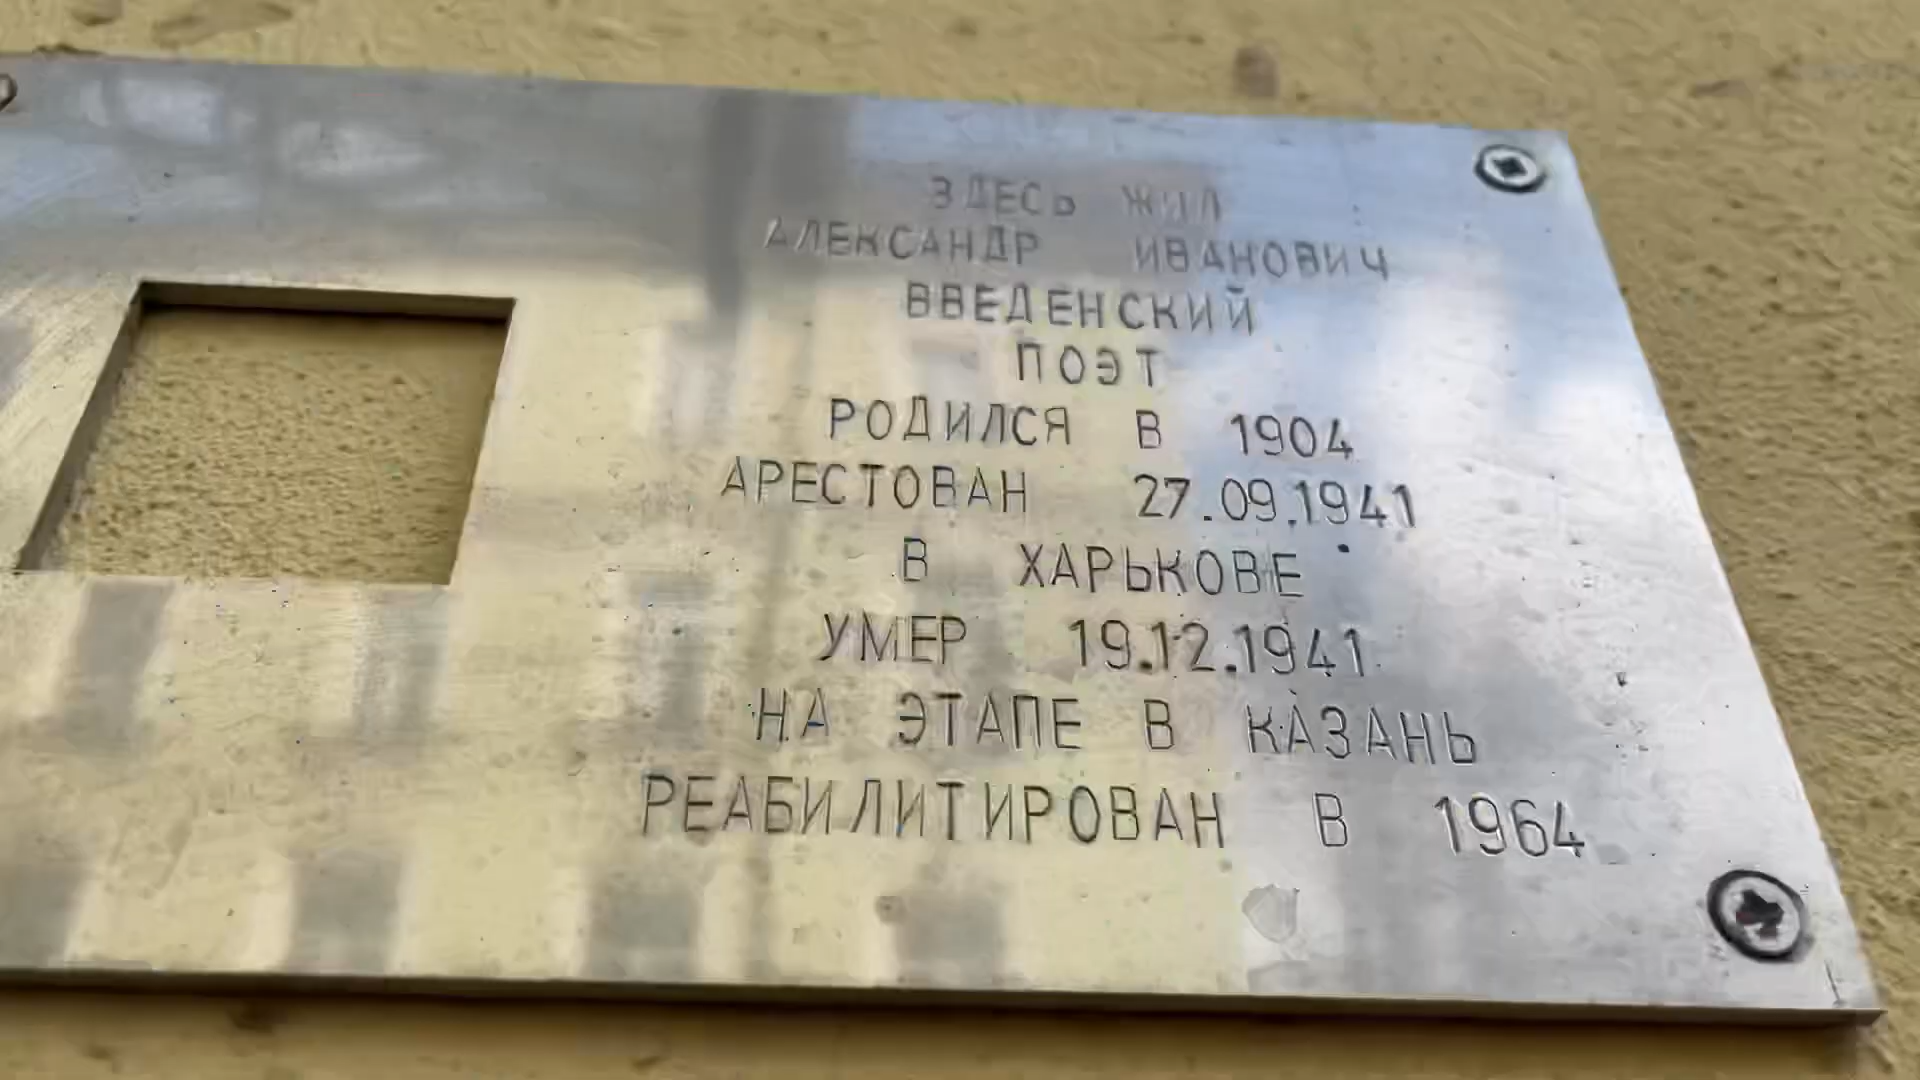 ЗДЕСЬ ЖИЛ
АЛЕКСАНДР ИВАНОВИЧ
ВВЕДЕНСКИЙ
ПОЭТ
РОДИЛСЯ В 1904
АРЕСТОВАН 27.09.1941
В ХАРЬКОВЕ
УМЕР 19.12.1941
НА ЭТАПЕ В КАЗАНЬ
РЕАБИЛИТИРОВАН В 1964